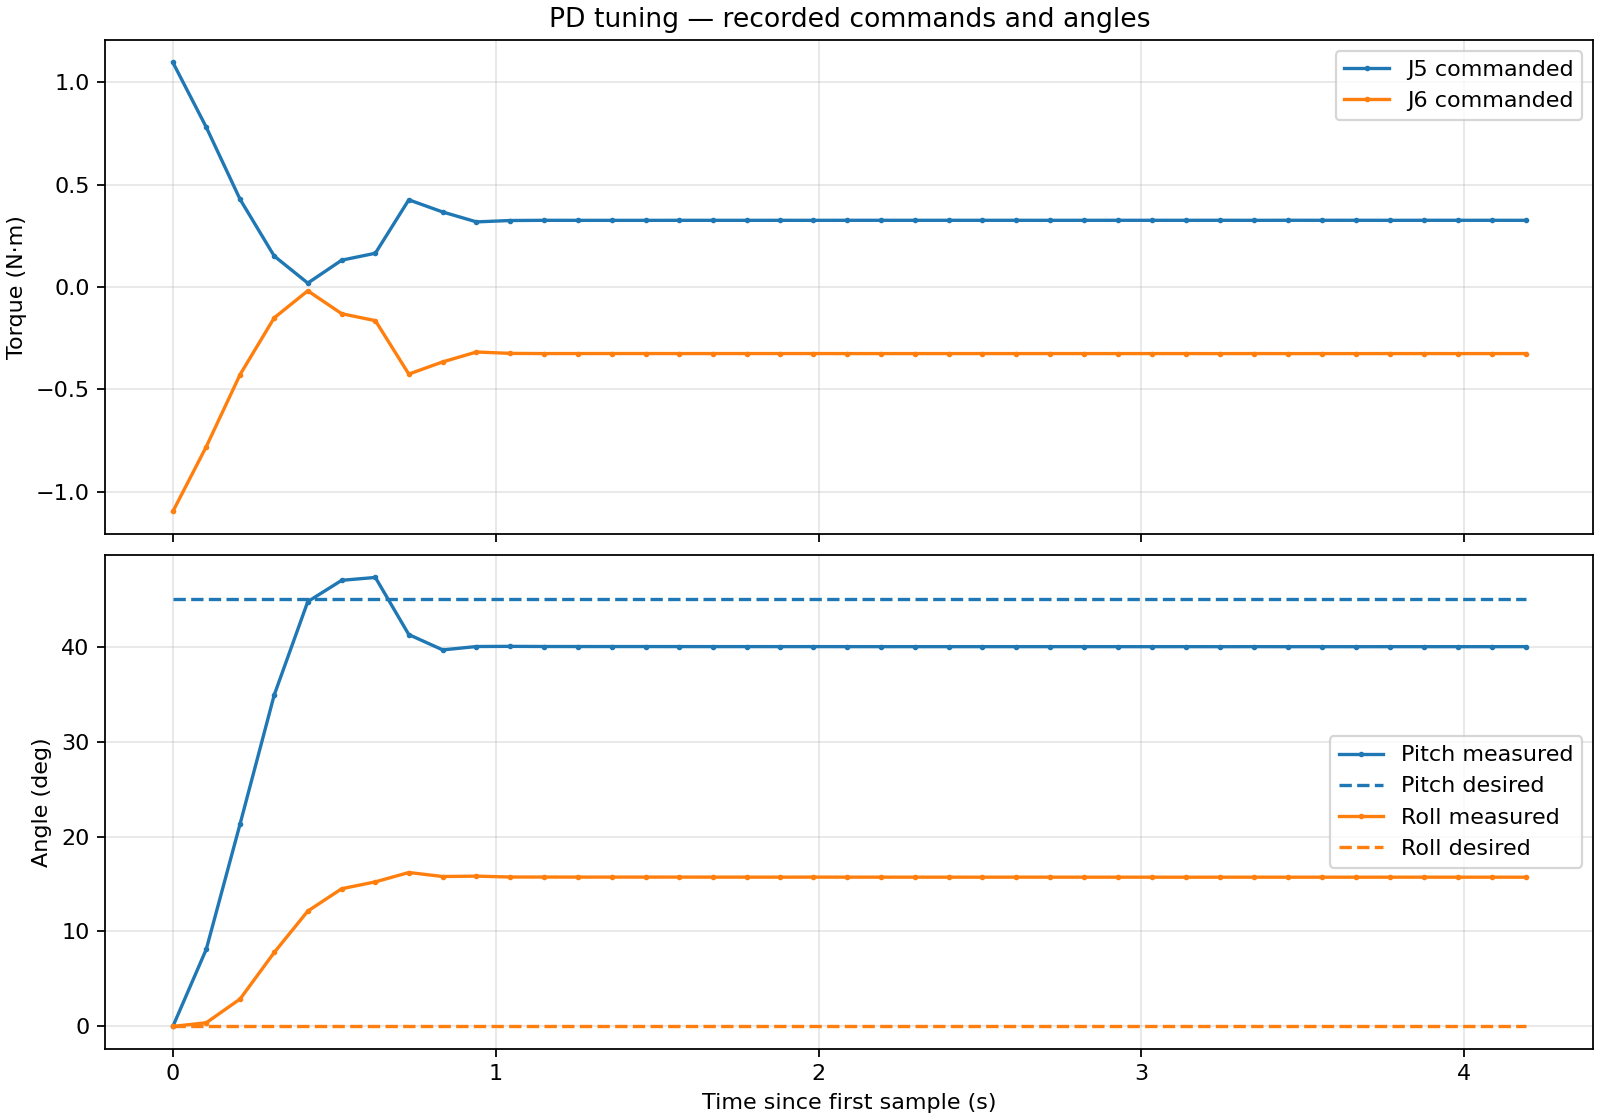 PD tuning — recorded commands and angles
J5 commanded
J6 commanded
1.0
0.5
0.0
−0.5
−1.0
Torque (N·m)
Pitch measured
Pitch desired
Roll measured
Roll desired
40
30
20
10
0
Angle (deg)
0 1 2 3 4
Time since first sample (s)